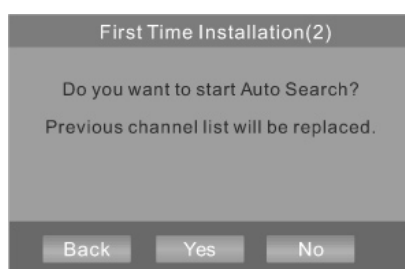 First Time Installation(2)
Do you want to start Auto Search?
Previous channel list will be replaced.
Back Yes No